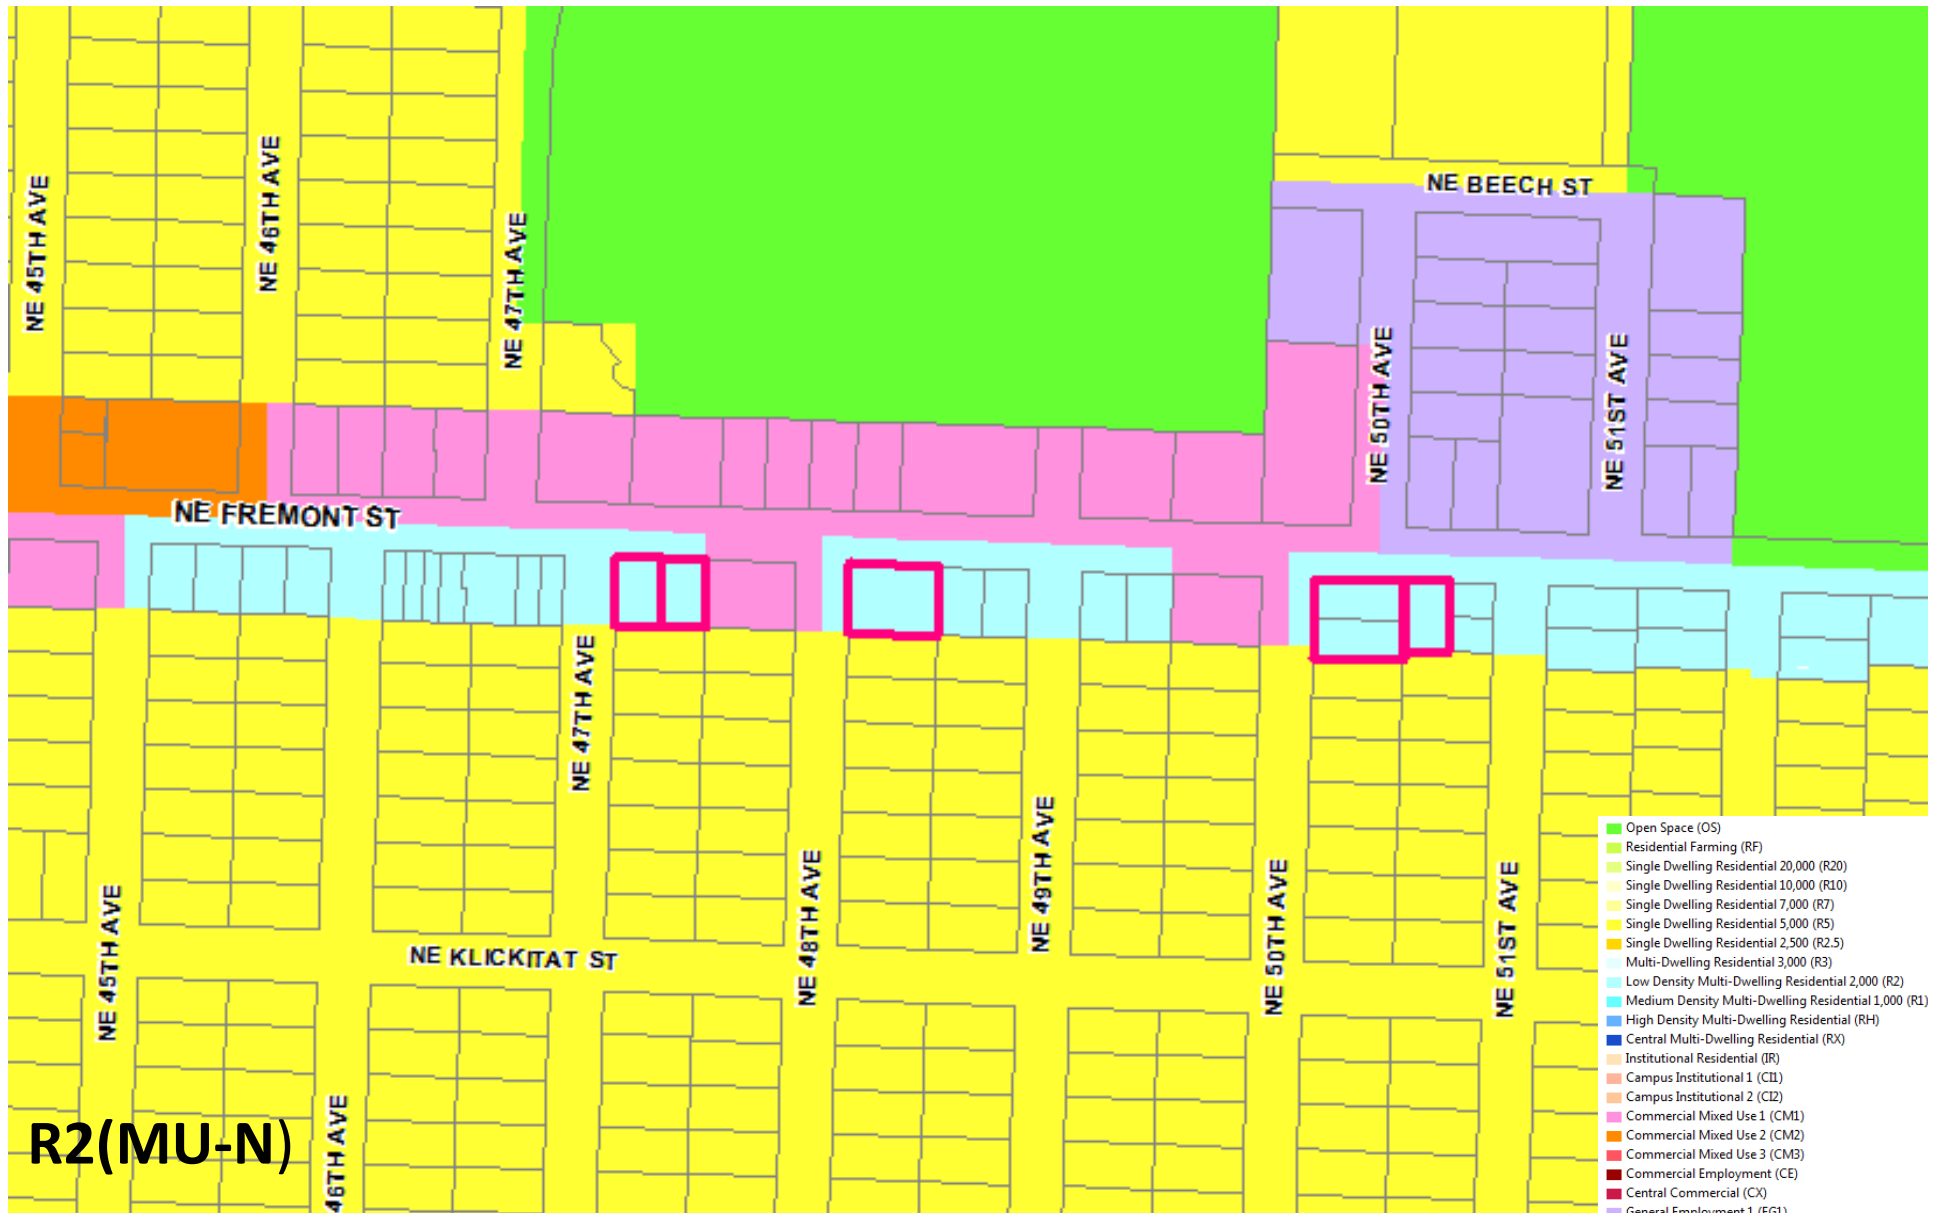 NE 45TH AVE
NE 46TH AVE
NE 47TH AVE
NE BEECH ST
NE 50TH AVE
NE 51ST AVE
NE FREMONT ST
NE 47TH AVE
NE 45TH AVE
NE 48TH AVE
NE 49TH AVE
NE 50TH AVE
NE 51ST AVE
NE KLICKITAT ST
46TH AVE
R2(MU-N)
Open Space (OS)
Residential Farming (RF)
Single Dwelling Residential 20,000 (R20)
Single Dwelling Residential 10,000 (R10)
Single Dwelling Residential 7,000 (R7)
Single Dwelling Residential 5,000 (R5)
Single Dwelling Residential 2,500 (R2.5)
Multi-Dwelling Residential 3,000 (R3)
Low Density Multi-Dwelling Residential 2,000 (R2)
Medium Density Multi-Dwelling Residential 1,000 (R1)
High Density Multi-Dwelling Residential (RH)
Central Multi-Dwelling Residential (RX)
Institutional Residential (IR)
Campus Institutional 1 (CI1)
Campus Institutional 2 (CI2)
Commercial Mixed Use 1 (CM1)
Commercial Mixed Use 2 (CM2)
Commercial Mixed Use 3 (CM3)
Commercial Employment (CE)
Central Commercial (CX)
General Employment 1 (EG1)